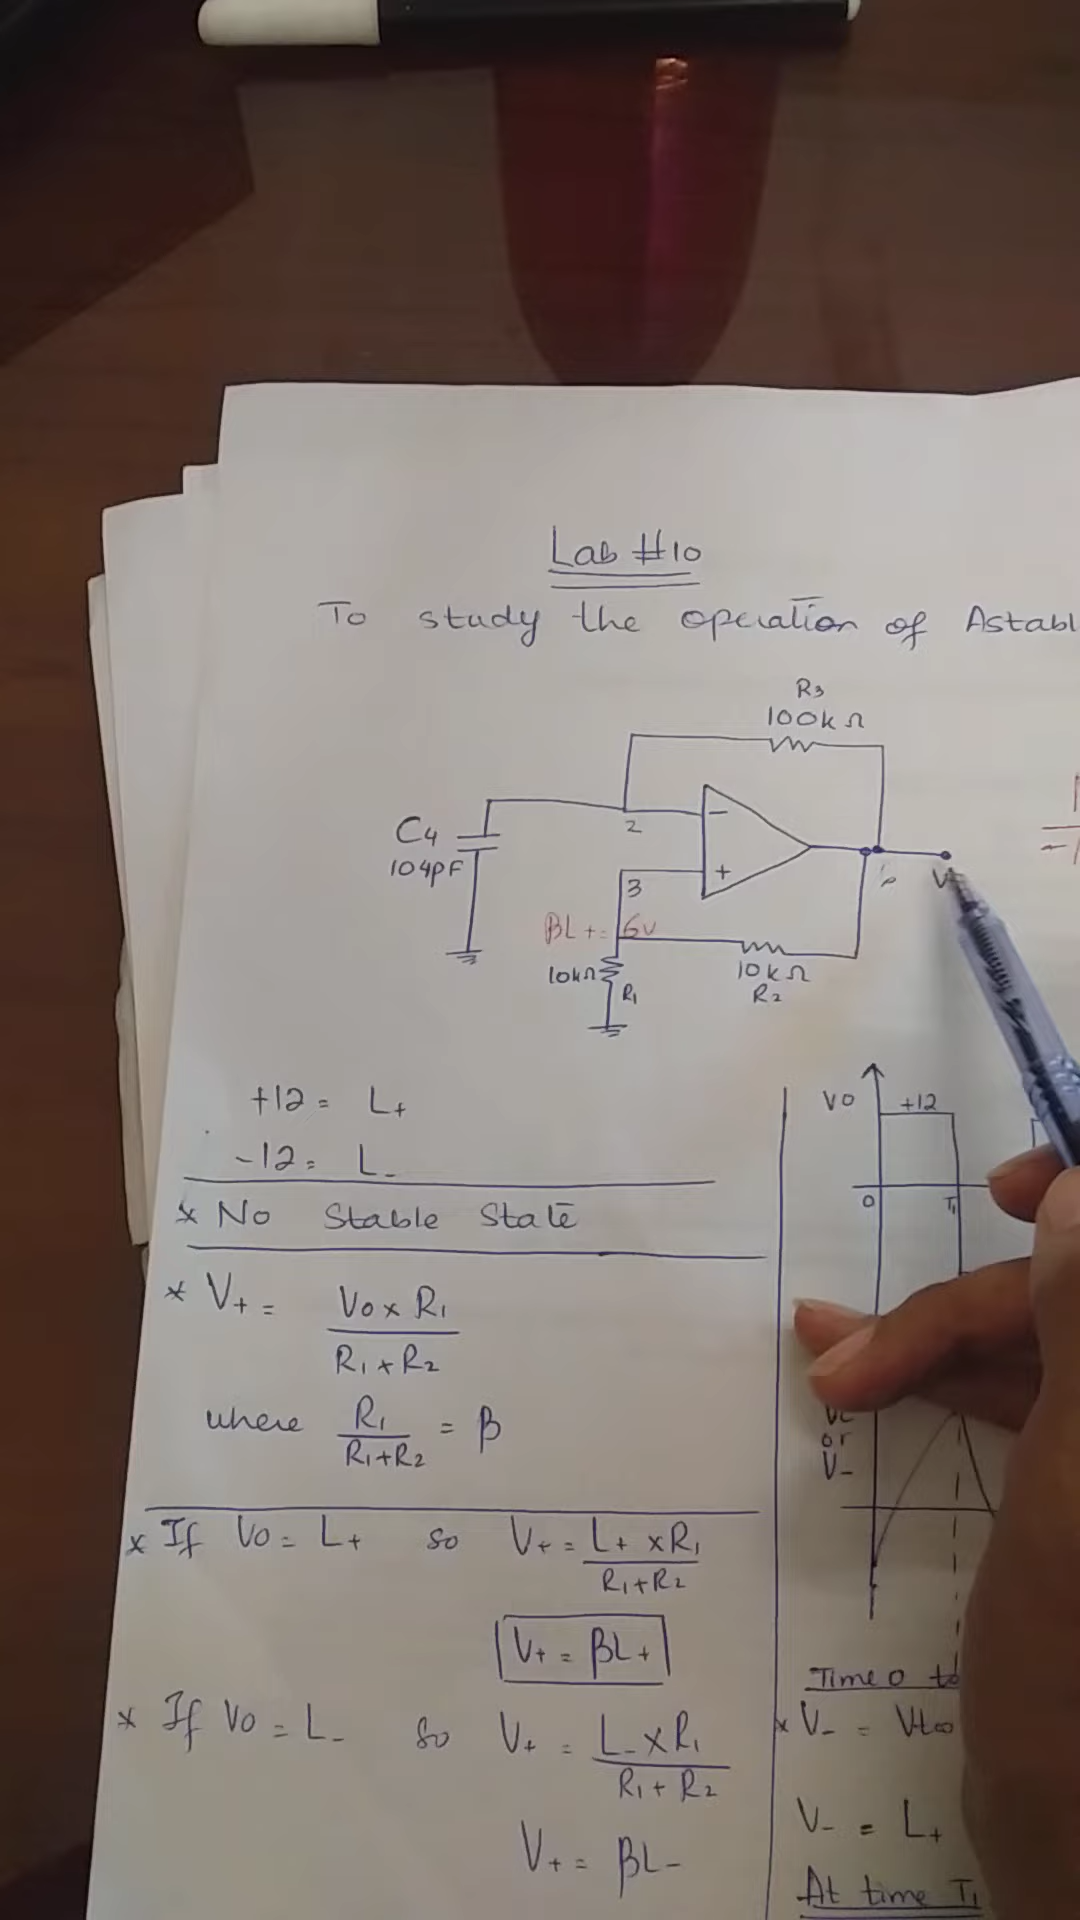 Lab #10
To study the operation of Astabl
R3
100kΩ
C4
104pF
2
-
+
3
βL+= 6v
10kΩ
R1
10kΩ
R2
+12 = L+
-12 = L-
* No Stable State
* V+ = Vo x R1
R1+R2
where R1 = β
R1+R2
* If Vo = L+ so V+ = L+ x R1
R1+R2
V+ = βL+
* If Vo = L- so V+ = L- x R1
R1+R2
V+ = βL-
Vo
+12
0
T1
Vc
or
V-
Time 0 to
* V- = Vt∞
V- = L+
At time T1